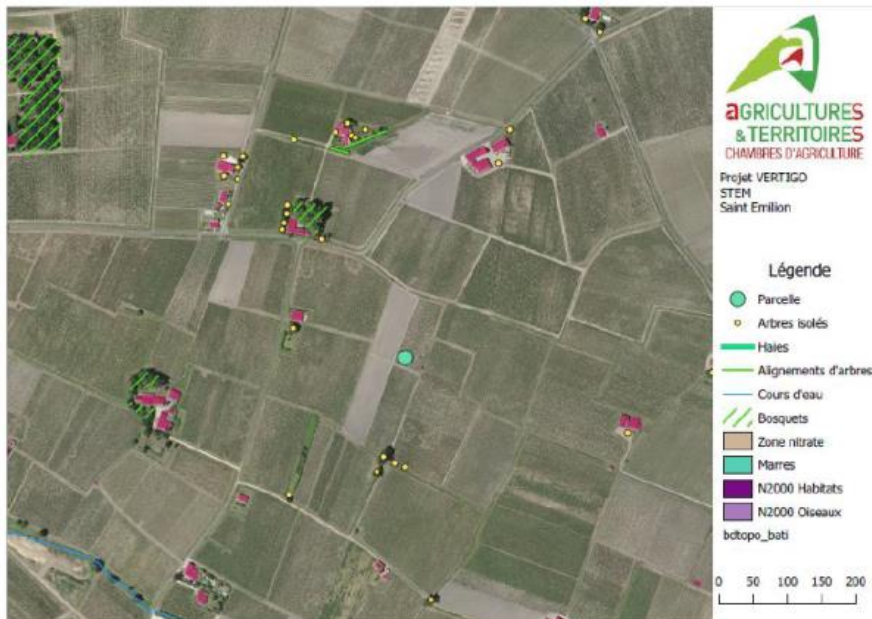 a
aGRICULTURES
& TERRITOIRES
CHAMBRES D'AGRICULTURE
Projet VERTIGO
STEM
Saint Emilion
Légende
Parcelle
Arbres isolés
Haies
Alignements d'arbres
Cours d'eau
Bosquets
Zone nitrate
Marres
N2000 Habitats
N2000 Oiseaux
bdtopo_bati
0 50 100 150 200